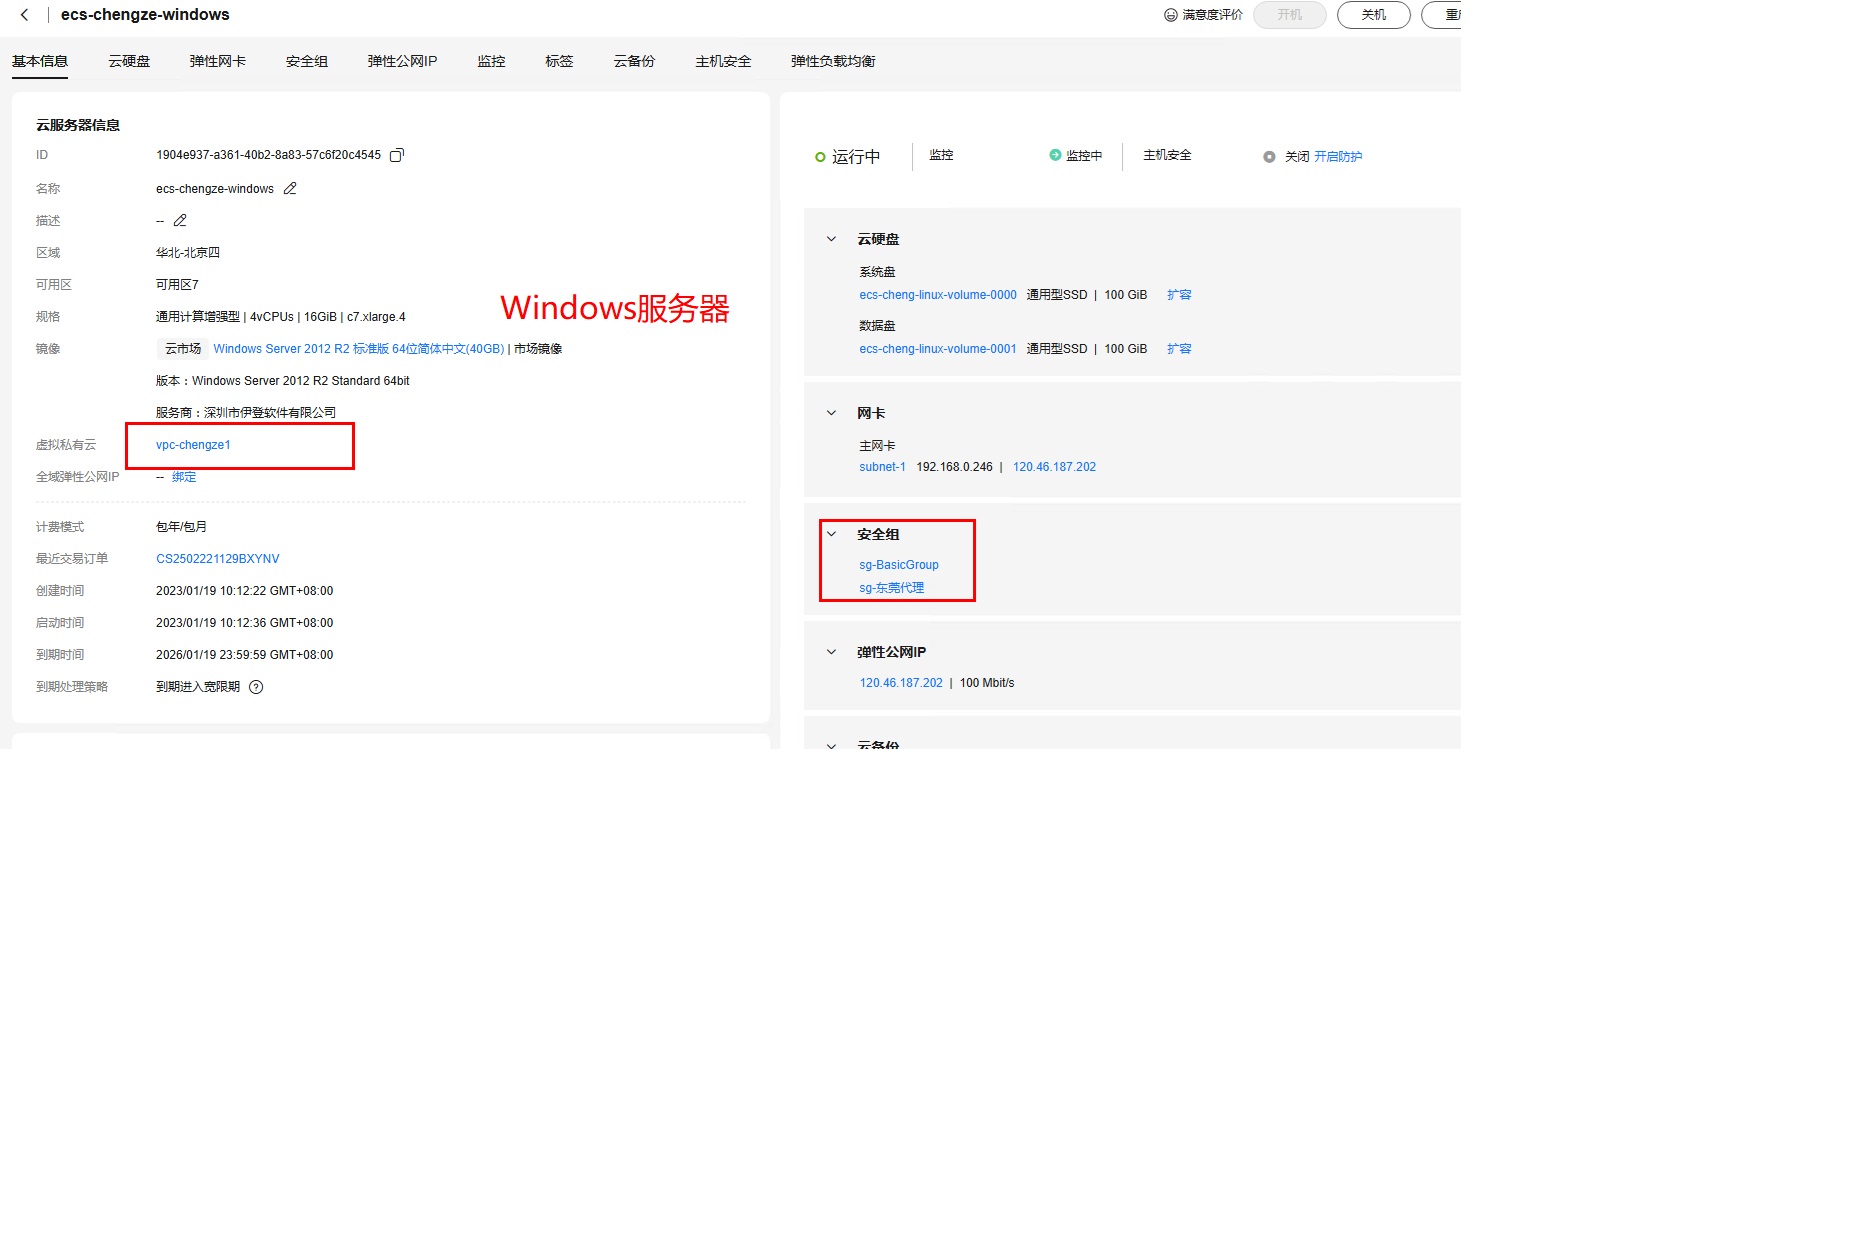 ecs-chengze-windows
满意度评价 开机 关机
基本信息 云硬盘 弹性网卡 安全组 弹性公网IP 监控 标签 云备份 主机安全 弹性负载均衡
云服务器信息
ID 1904e937-a361-40b2-8a83-57c6f20c4545
名称 ecs-chengze-windows
描述 --
区域 华北-北京四
可用区 可用区7
规格 通用计算增强型 | 4vCPUs | 16GiB | c7.xlarge.4
Windows服务器
镜像 云市场 Windows Server 2012 R2 标准版 64位简体中文(40GB) | 市场镜像
版本：Windows Server 2012 R2 Standard 64bit
服务商：深圳市伊登软件有限公司
虚拟私有云 vpc-chengze1
全域弹性公网IP -- 绑定
计费模式 包年/包月
最近交易订单 CS2502221129BXYNV
创建时间 2023/01/19 10:12:22 GMT+08:00
启动时间 2023/01/19 10:12:36 GMT+08:00
到期时间 2026/01/19 23:59:59 GMT+08:00
到期处理策略 到期进入宽限期
运行中 监控 监控中 主机安全 关闭 开启防护
云硬盘
系统盘
ecs-cheng-linux-volume-0000 通用型SSD | 100 GiB 扩容
数据盘
ecs-cheng-linux-volume-0001 通用型SSD | 100 GiB 扩容
网卡
主网卡
subnet-1 192.168.0.246 | 120.46.187.202
安全组
sg-BasicGroup
sg-东莞代理
弹性公网IP
120.46.187.202 | 100 Mbit/s
云备份